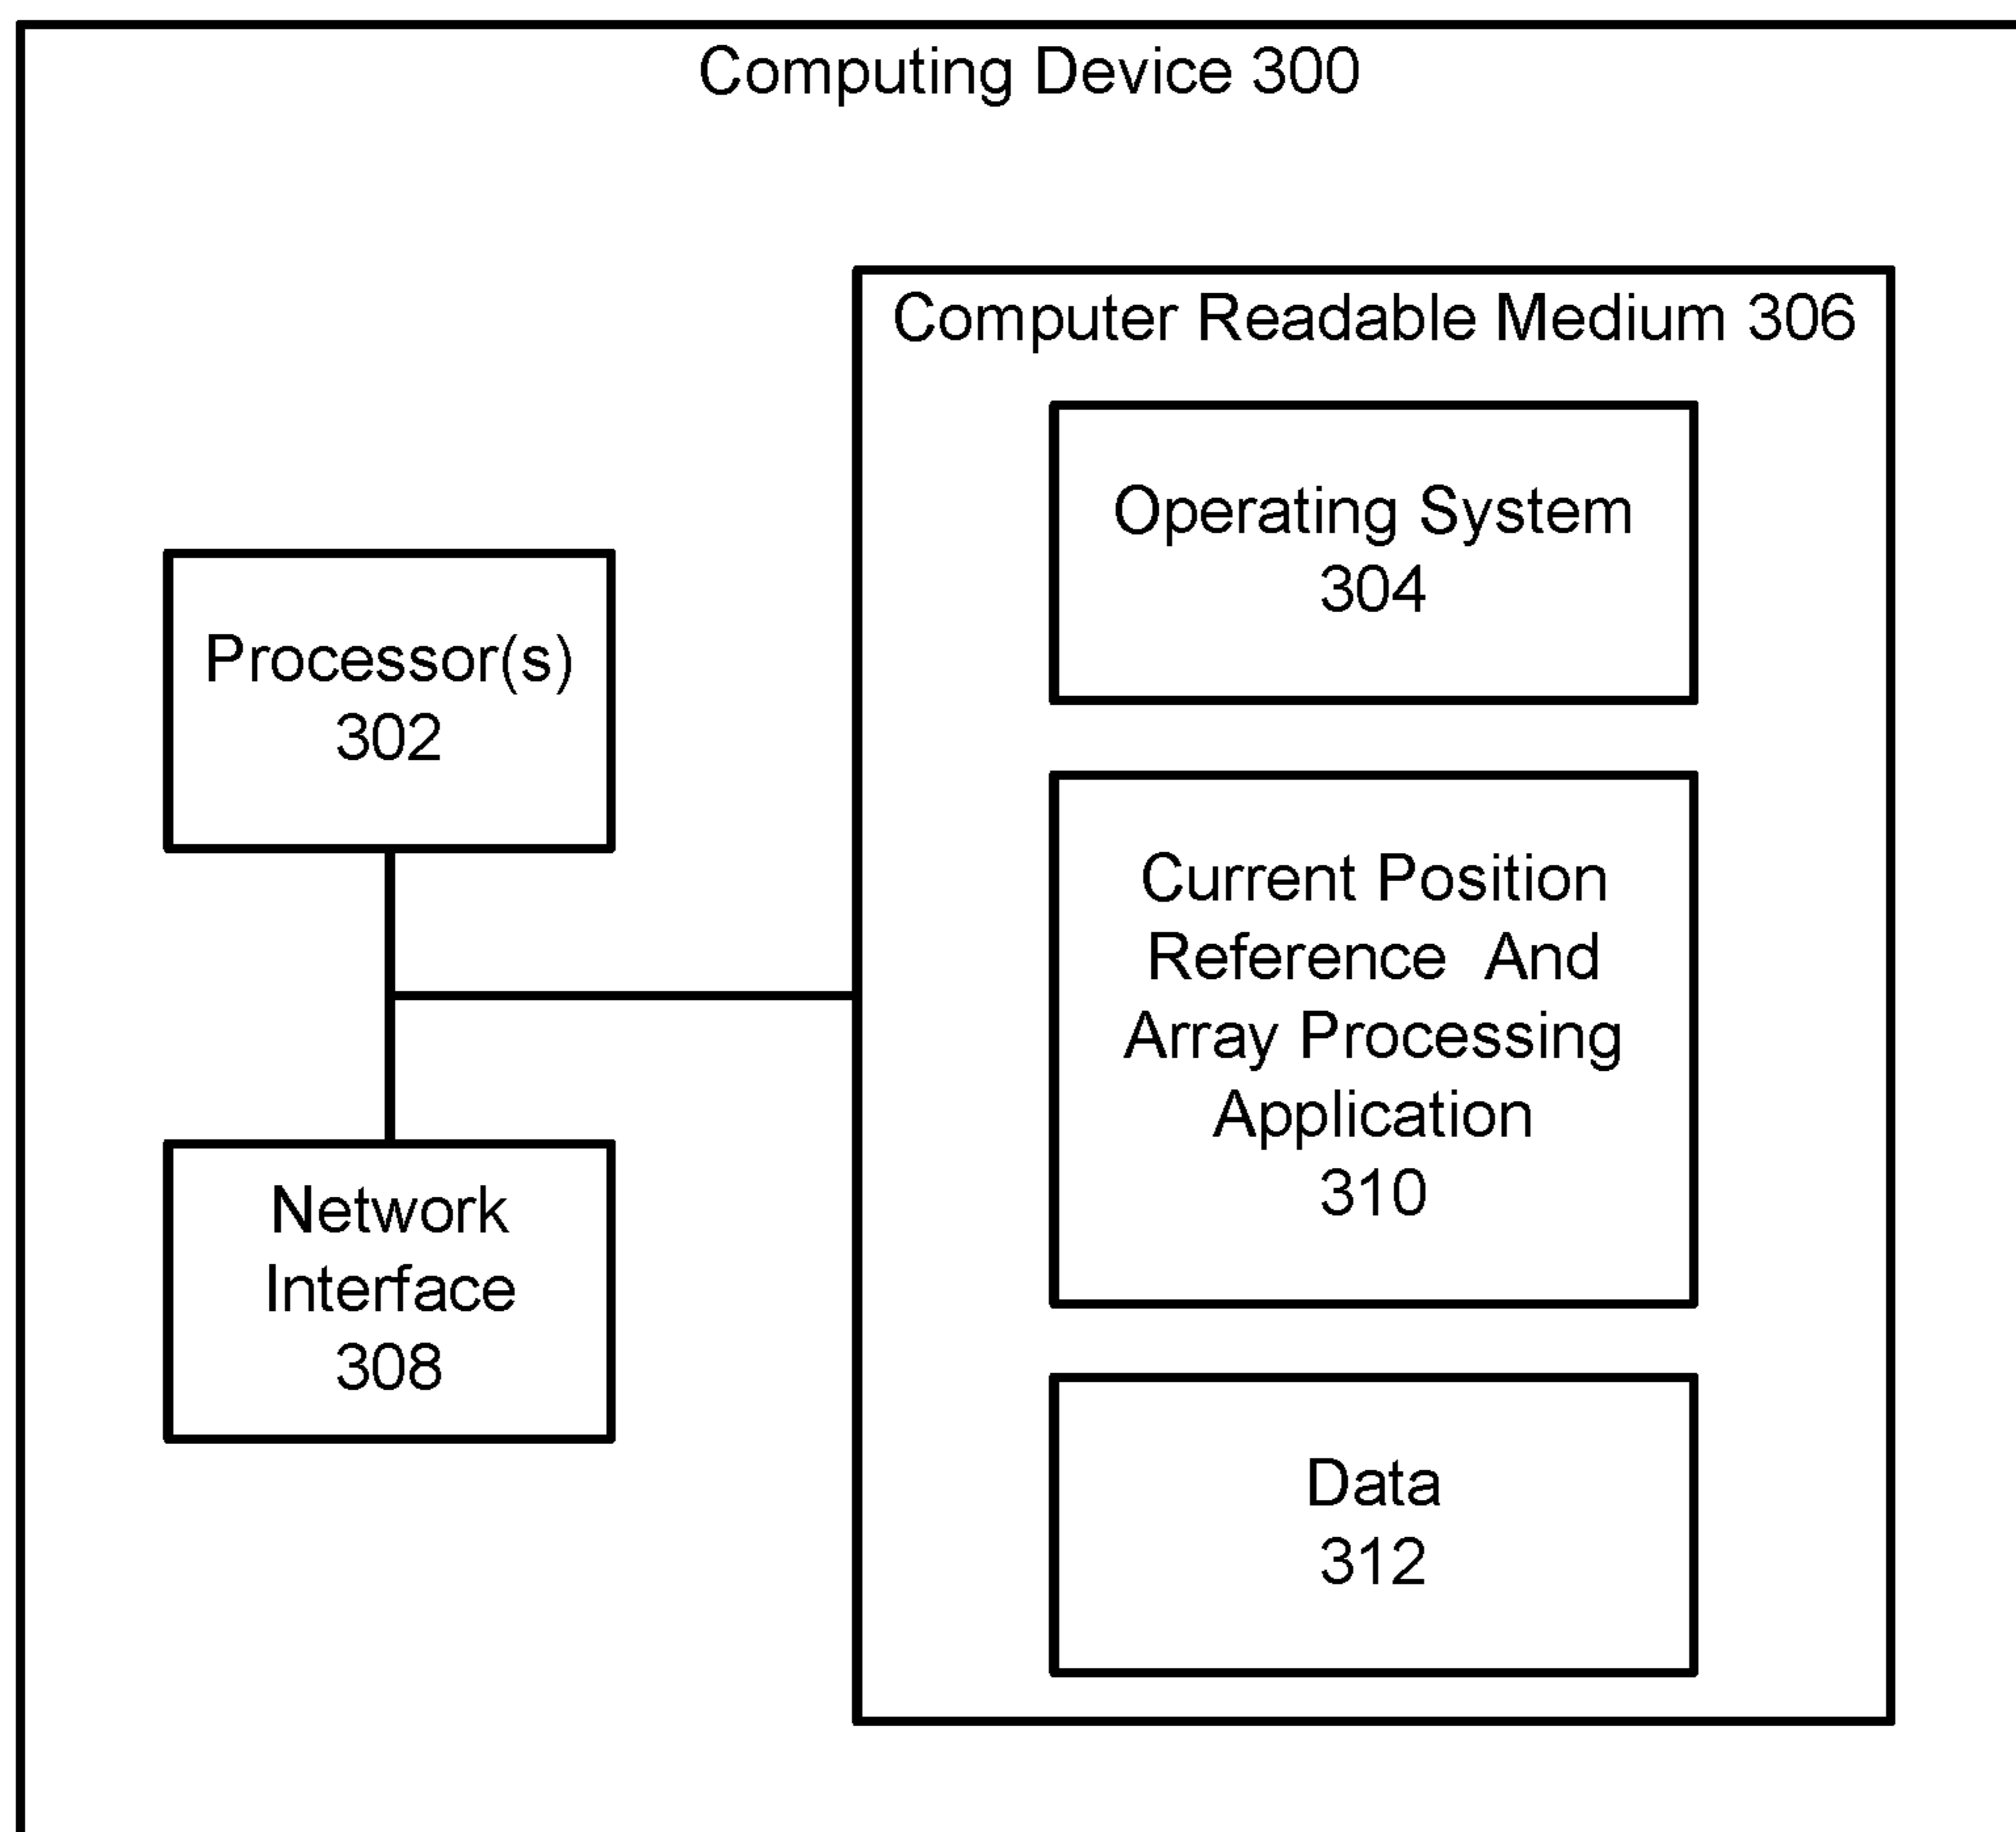 Computing Device 300
Computer Readable Medium 306
Operating System
304
Processor(s)
302
Current Position
Reference And
Array Processing
Application
310
Network
Interface
308
Data
312